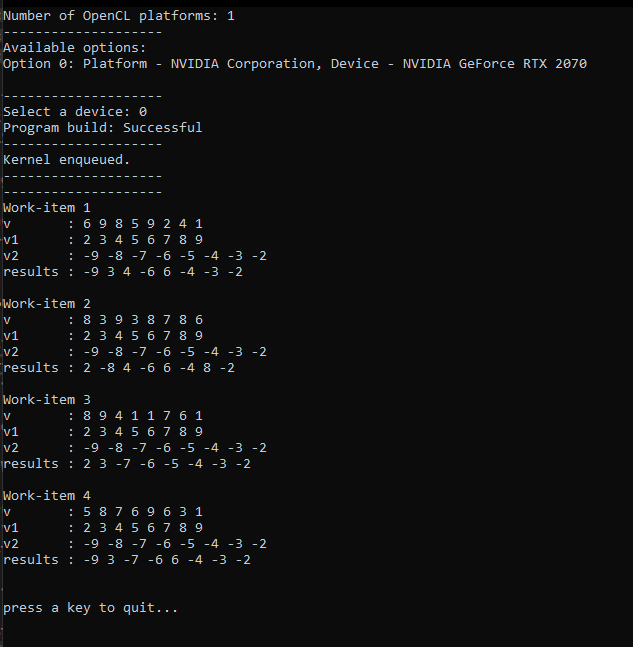 Number of OpenCL platforms: 1
--------------------
Available options:
Option 0: Platform - NVIDIA Corporation, Device - NVIDIA GeForce RTX 2070
--------------------
Select a device: 0
Program build: Successful
--------------------
Kernel enqueued.
--------------------
--------------------
Work-item 1
v       : 6 9 8 5 9 2 4 1
v1      : 2 3 4 5 6 7 8 9
v2      : -9 -8 -7 -6 -5 -4 -3 -2
results : -9 3 4 -6 6 -4 -3 -2
Work-item 2
v       : 8 3 9 3 8 7 8 6
v1      : 2 3 4 5 6 7 8 9
v2      : -9 -8 -7 -6 -5 -4 -3 -2
results : 2 -8 4 -6 6 -4 8 -2
Work-item 3
v       : 8 9 4 1 1 7 6 1
v1      : 2 3 4 5 6 7 8 9
v2      : -9 -8 -7 -6 -5 -4 -3 -2
results : 2 3 -7 -6 -5 -4 -3 -2
Work-item 4
v       : 5 8 7 6 9 6 3 1
v1      : 2 3 4 5 6 7 8 9
v2      : -9 -8 -7 -6 -5 -4 -3 -2
results : -9 3 -7 -6 6 -4 -3 -2
press a key to quit...